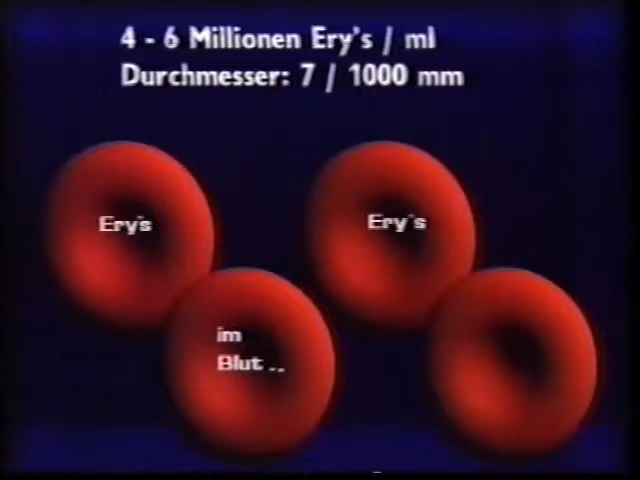 4 - 6 Millionen Ery's / ml
Durchmesser: 7 / 1000 mm
Ery's
Ery's
im
Blut ..